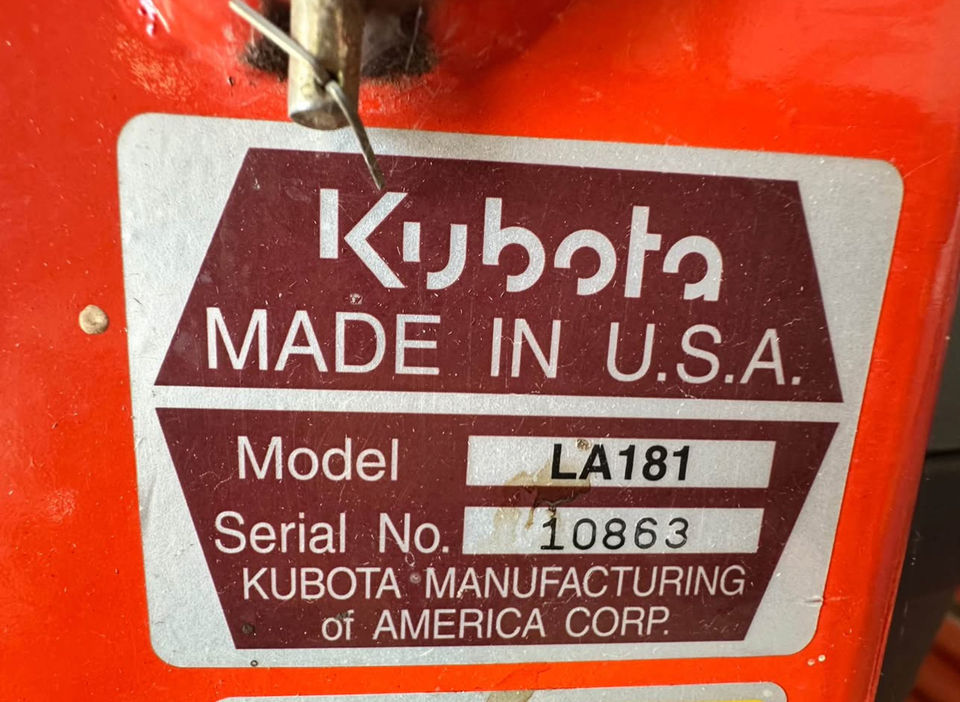 Kubota
MADE IN U.S.A.
Model LA181
Serial No. 10863
KUBOTA MANUFACTURING
of AMERICA CORP.